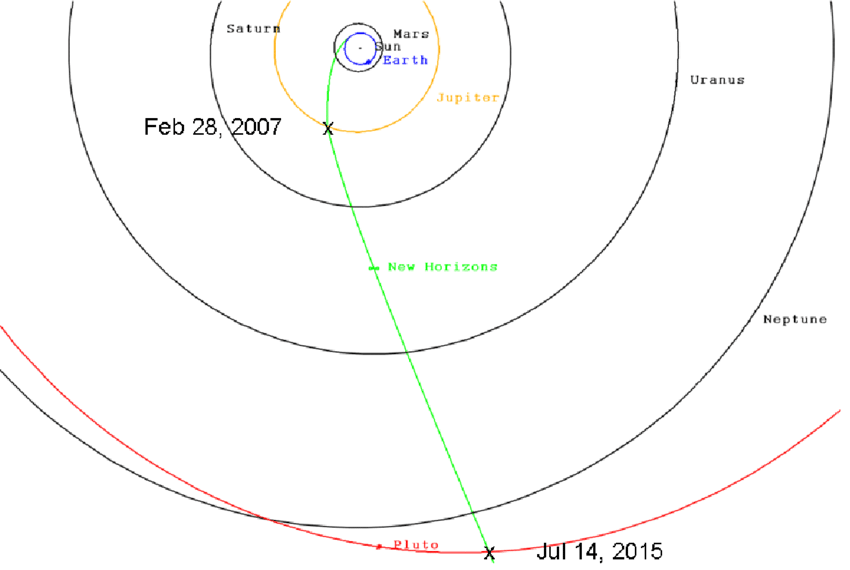 Saturn
Mars
Sun
Earth
Uranus
Jupiter
Feb 28, 2007
X
New Horizons
Neptune
Pluto
X
Jul 14, 2015